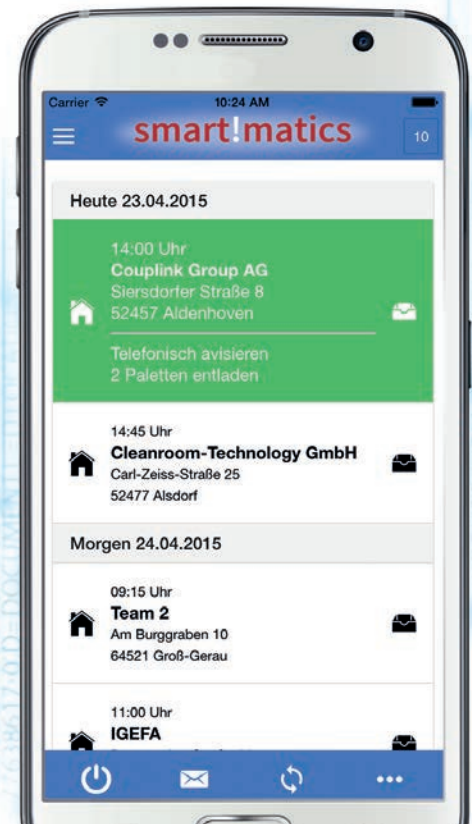 Carrier 10:24 AM
smart!matics
10
Heute 23.04.2015
14:00 Uhr
Couplink Group AG
Siersdorfer Straße 8
52457 Aldenhoven
Telefonisch avisieren
2 Paletten entladen
14:45 Uhr
Cleanroom-Technology GmbH
Carl-Zeiss-Straße 25
52477 Alsdorf
Morgen 24.04.2015
09:15 Uhr
Team 2
Am Burggraben 10
64521 Groß-Gerau
11:00 Uhr
IGEFA